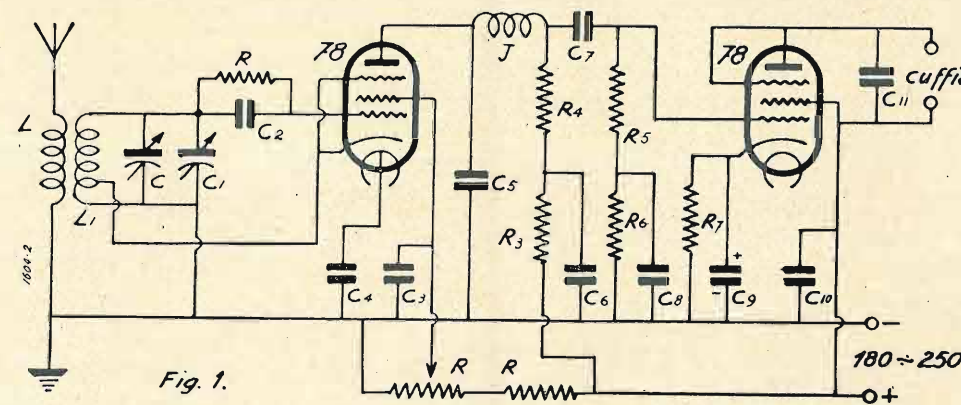 78
R
L
C
C1
C2
L1
1604-2
C4
C3
C5
J
C7
R4
R5
R3
R6
C6
C8
78
R7
+
-
C9
C10
C11
cuffie
-
180÷250
+
R
R
Fig. 1.